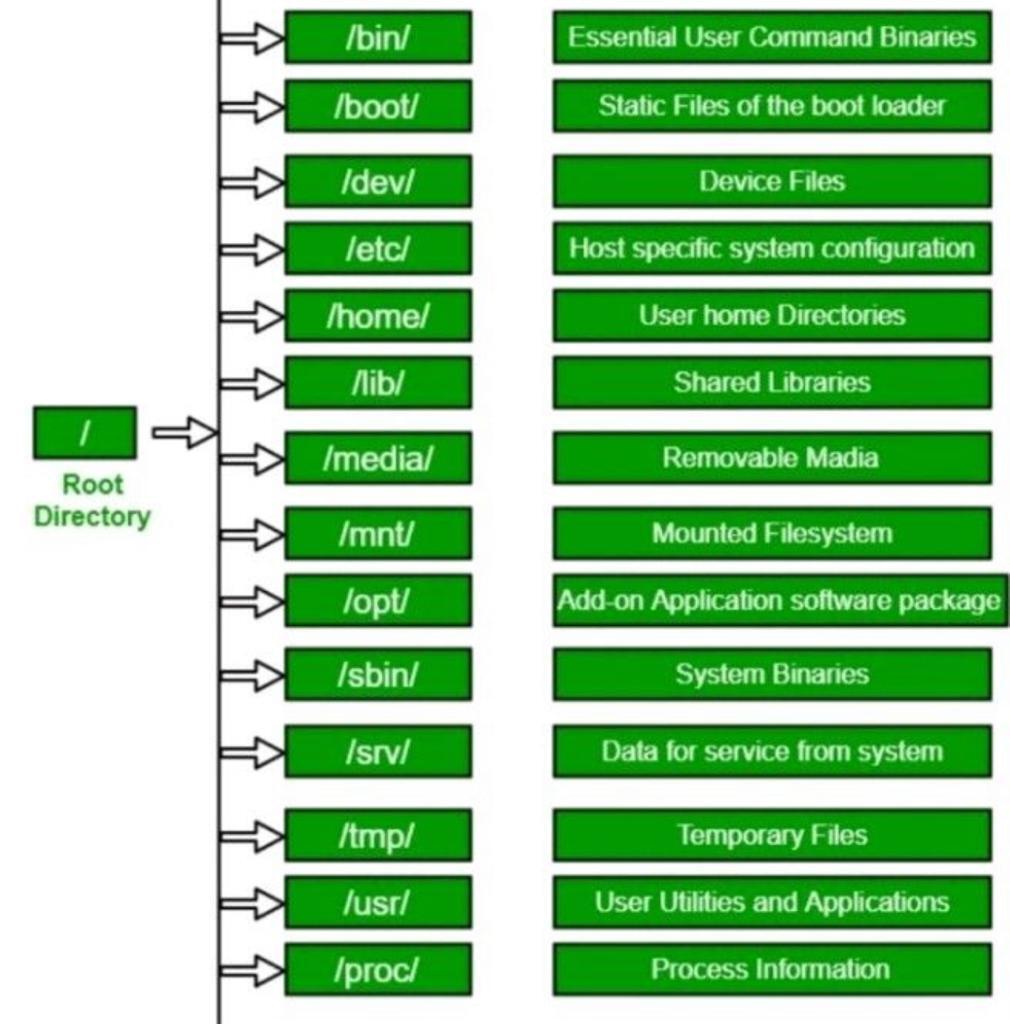 /bin/ Essential User Command Binaries
/boot/ Static Files of the boot loader
/dev/ Device Files
/etc/ Host specific system configuration
/home/ User home Directories
/lib/ Shared Libraries
/
Root
Directory
/media/ Removable Madia
/mnt/ Mounted Filesystem
/opt/ Add-on Application software package
/sbin/ System Binaries
/srv/ Data for service from system
/tmp/ Temporary Files
/usr/ User Utilities and Applications
/proc/ Process Information